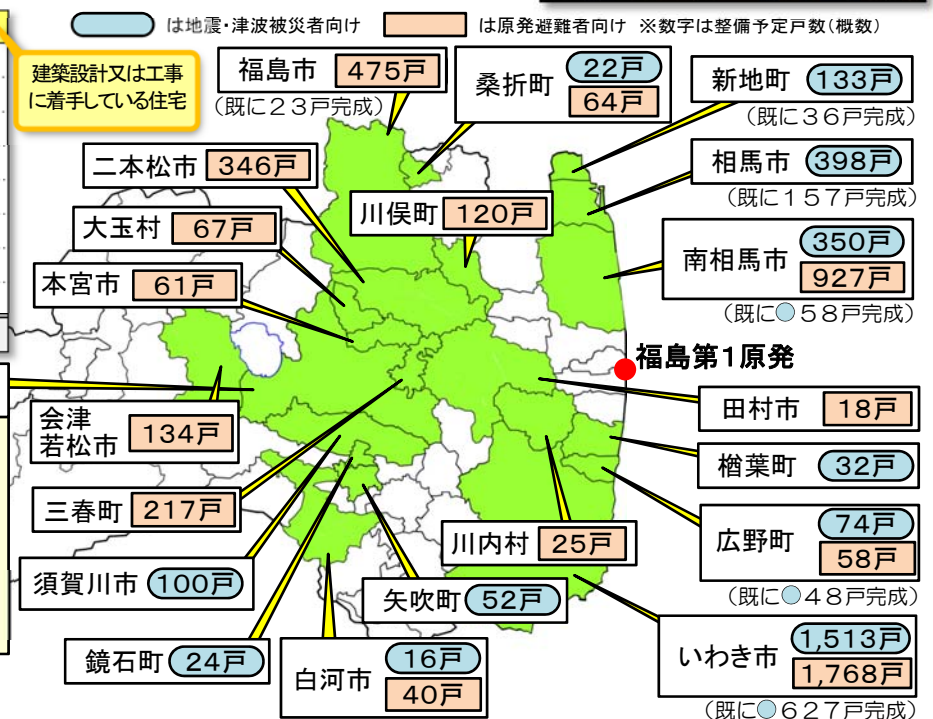 は地震・津波被災者向け
は原発避難者向け ※数字は整備予定戸数(概数)
建築設計又は工事
に着手している住宅
福島市 475戸
(既に23戸完成)
桑折町 22戸
64戸
新地町 133戸
(既に36戸完成)
二本松市 346戸
川俣町 120戸
相馬市 398戸
(既に157戸完成)
大玉村 67戸
南相馬市 350戸
927戸
(既に●58戸完成)
本宮市 61戸
福島第1原発
会津
若松市 134戸
田村市 18戸
楢葉町 32戸
三春町 217戸
川内村 25戸
広野町 74戸
58戸
(既に●48戸完成)
須賀川市 100戸
矢吹町 52戸
鏡石町 24戸
白河市 16戸
40戸
いわき市 1,513戸
1,768戸
(既に●627戸完成)